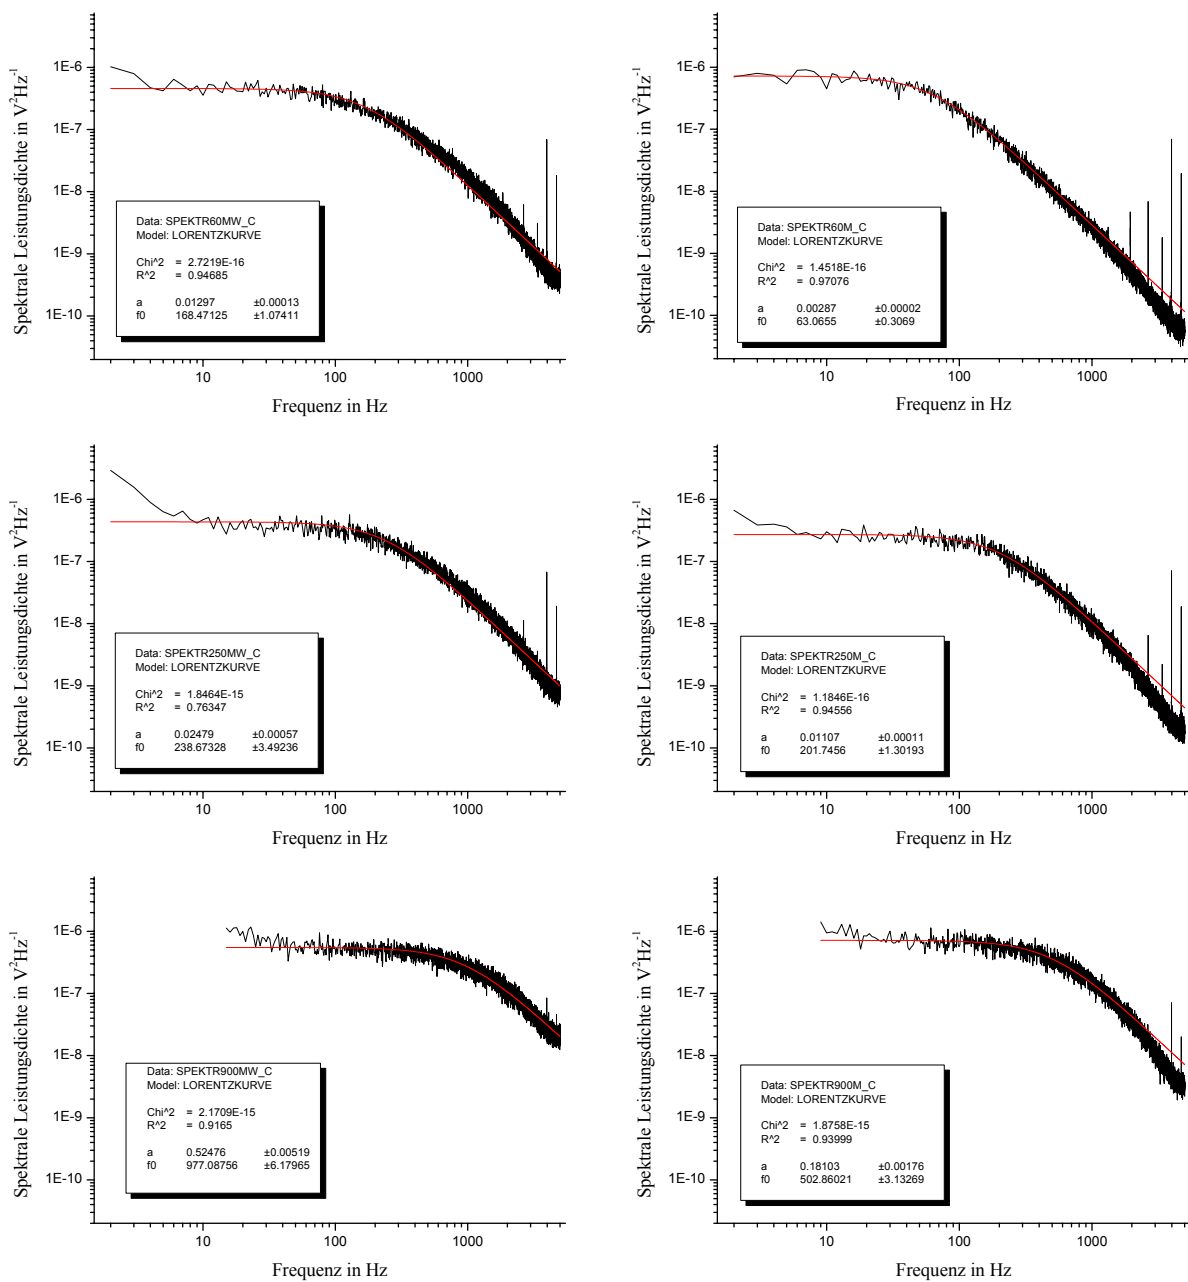 Spektrale Leistungsdichte in V²Hz⁻¹
1E-6
1E-7
1E-8
1E-9
1E-10
Data: SPEKTR60MW_C
Model: LORENTZKURVE
Chi^2 = 2.7219E-16
R^2 = 0.94685
a 0.01297 ±0.00013
f0 168.47125 ±1.07411
10 100 1000
Frequenz in Hz
Spektrale Leistungsdichte in V²Hz⁻¹
1E-6
1E-7
1E-8
1E-9
1E-10
Data: SPEKTR60M_C
Model: LORENTZKURVE
Chi^2 = 1.4518E-16
R^2 = 0.97076
a 0.00287 ±0.00002
f0 63.0655 ±0.3069
10 100 1000
Frequenz in Hz
Spektrale Leistungsdichte in V²Hz⁻¹
1E-6
1E-7
1E-8
1E-9
1E-10
Data: SPEKTR250MW_C
Model: LORENTZKURVE
Chi^2 = 1.8464E-15
R^2 = 0.76347
a 0.02479 ±0.00057
f0 238.67328 ±3.49236
10 100 1000
Frequenz in Hz
Spektrale Leistungsdichte in V²Hz⁻¹
1E-6
1E-7
1E-8
1E-9
1E-10
Data: SPEKTR250M_C
Model: LORENTZKURVE
Chi^2 = 1.1846E-16
R^2 = 0.94556
a 0.01107 ±0.00011
f0 201.7456 ±1.30193
10 100 1000
Frequenz in Hz
Spektrale Leistungsdichte in V²Hz⁻¹
1E-6
1E-7
1E-8
1E-9
1E-10
Data: SPEKTR900MW_C
Model: LORENTZKURVE
Chi^2 = 2.1709E-15
R^2 = 0.9165
a 0.52476 ±0.00519
f0 977.08756 ±6.17965
10 100 1000
Frequenz in Hz
Spektrale Leistungsdichte in V²Hz⁻¹
1E-6
1E-7
1E-8
1E-9
1E-10
Data: SPEKTR900M_C
Model: LORENTZKURVE
Chi^2 = 1.8758E-15
R^2 = 0.93999
a 0.18103 ±0.00176
f0 502.86021 ±3.13269
10 100 1000
Frequenz in Hz